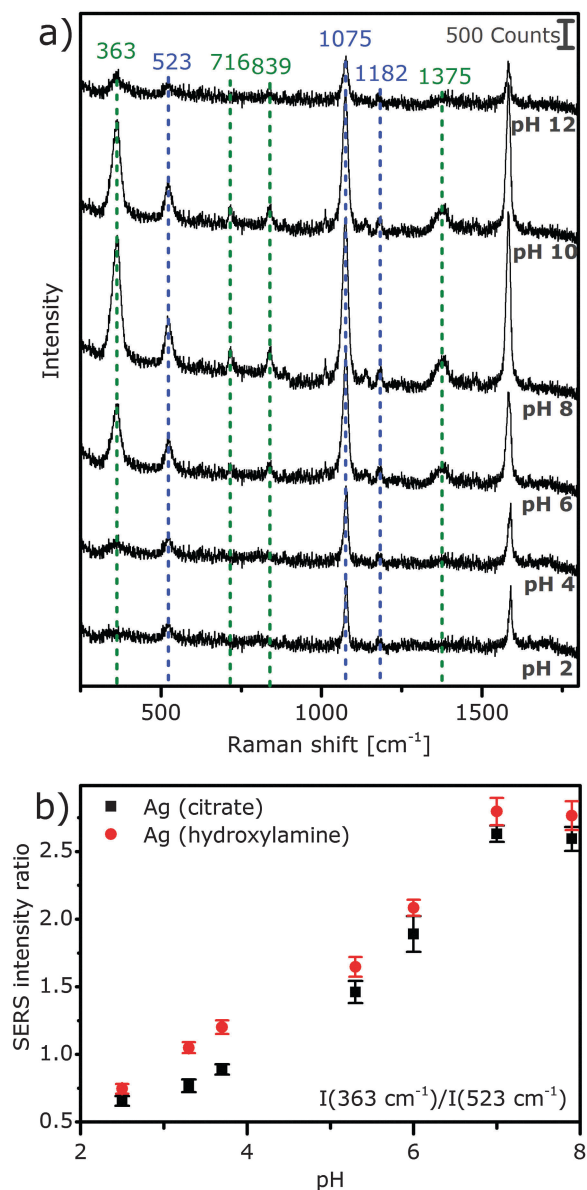 a)
500 Counts
363 523 716 839 1075 1182 1375
pH 12
pH 10
pH 8
pH 6
pH 4
pH 2
Intensity
500 1000 1500
Raman shift [cm⁻¹]
b)
Ag (citrate)
Ag (hydroxylamine)
SERS intensity ratio
2.5
2.0
1.5
1.0
0.5
I(363 cm⁻¹)/I(523 cm⁻¹)
2 4 6 8
pH